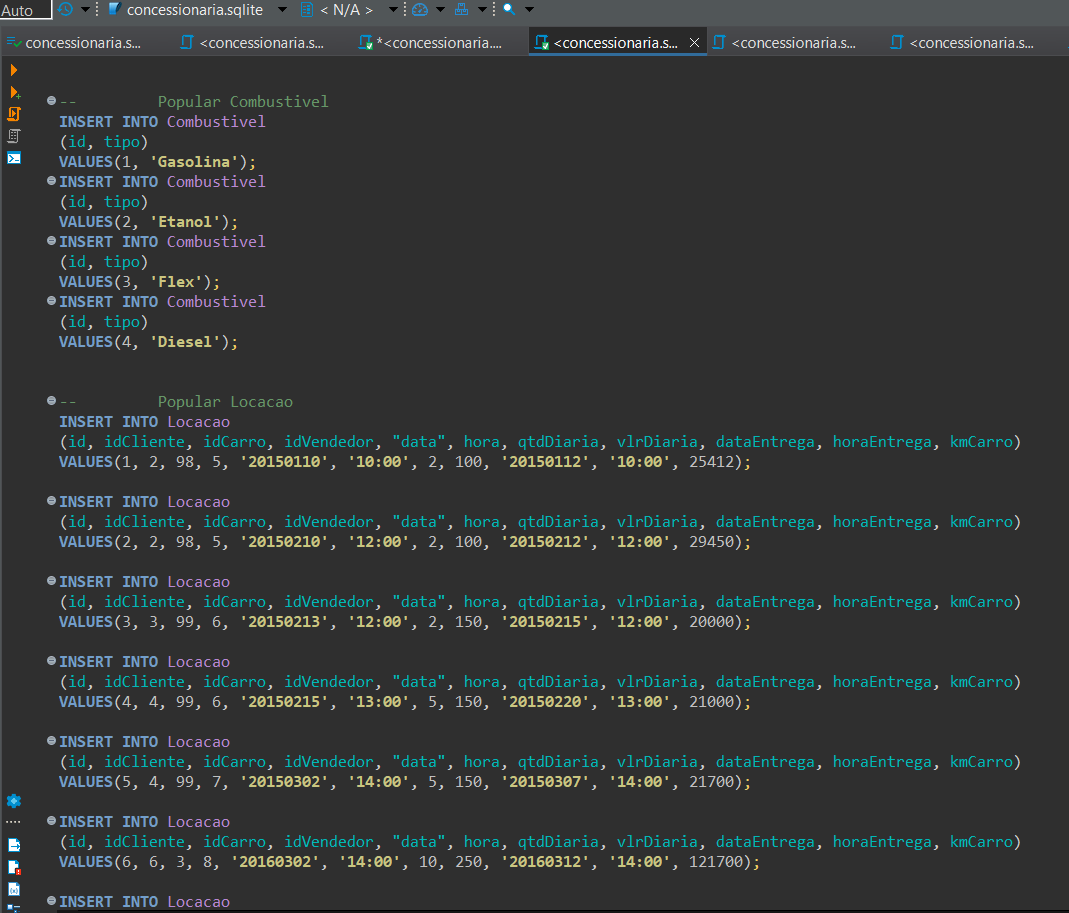 Auto concessionaria.sqlite < N/A >
concessionaria.s... <concessionaria.s... *<concessionaria.... <concessionaria.s... <concessionaria.s... <concessionaria.s...
-- Popular Combustivel
INSERT INTO Combustivel
(id, tipo)
VALUES(1, 'Gasolina');
INSERT INTO Combustivel
(id, tipo)
VALUES(2, 'Etanol');
INSERT INTO Combustivel
(id, tipo)
VALUES(3, 'Flex');
INSERT INTO Combustivel
(id, tipo)
VALUES(4, 'Diesel');
-- Popular Locacao
INSERT INTO Locacao
(id, idCliente, idCarro, idVendedor, "data", hora, qtdDiaria, vlrDiaria, dataEntrega, horaEntrega, kmCarro)
VALUES(1, 2, 98, 5, '20150110', '10:00', 2, 100, '20150112', '10:00', 25412);
INSERT INTO Locacao
(id, idCliente, idCarro, idVendedor, "data", hora, qtdDiaria, vlrDiaria, dataEntrega, horaEntrega, kmCarro)
VALUES(2, 2, 98, 5, '20150210', '12:00', 2, 100, '20150212', '12:00', 29450);
INSERT INTO Locacao
(id, idCliente, idCarro, idVendedor, "data", hora, qtdDiaria, vlrDiaria, dataEntrega, horaEntrega, kmCarro)
VALUES(3, 3, 99, 6, '20150213', '12:00', 2, 150, '20150215', '12:00', 20000);
INSERT INTO Locacao
(id, idCliente, idCarro, idVendedor, "data", hora, qtdDiaria, vlrDiaria, dataEntrega, horaEntrega, kmCarro)
VALUES(4, 4, 99, 6, '20150215', '13:00', 5, 150, '20150220', '13:00', 21000);
INSERT INTO Locacao
(id, idCliente, idCarro, idVendedor, "data", hora, qtdDiaria, vlrDiaria, dataEntrega, horaEntrega, kmCarro)
VALUES(5, 4, 99, 7, '20150302', '14:00', 5, 150, '20150307', '14:00', 21700);
INSERT INTO Locacao
(id, idCliente, idCarro, idVendedor, "data", hora, qtdDiaria, vlrDiaria, dataEntrega, horaEntrega, kmCarro)
VALUES(6, 6, 3, 8, '20160302', '14:00', 10, 250, '20160312', '14:00', 121700);
INSERT INTO Locacao